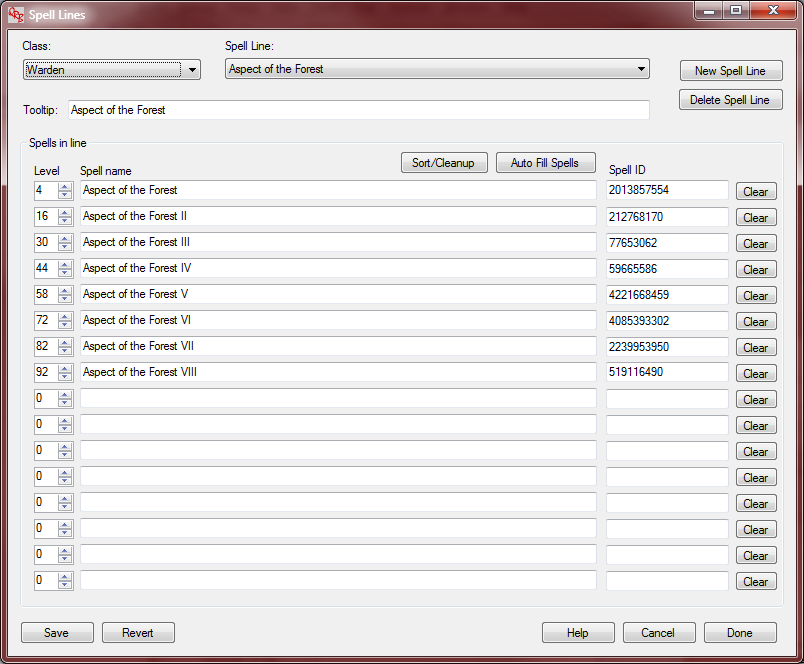 Spell Lines
Class:
Spell Line:
Warden
Aspect of the Forest
New Spell Line
Delete Spell Line
Tooltip: Aspect of the Forest
Spells in line
Sort/Cleanup
Auto Fill Spells
Level Spell name Spell ID
4 Aspect of the Forest 2013857554 Clear
16 Aspect of the Forest II 212768170 Clear
30 Aspect of the Forest III 77653062 Clear
44 Aspect of the Forest IV 59665586 Clear
58 Aspect of the Forest V 4221668459 Clear
72 Aspect of the Forest VI 4085393302 Clear
82 Aspect of the Forest VII 2239953950 Clear
92 Aspect of the Forest VIII 519116490 Clear
0 Clear
0 Clear
0 Clear
0 Clear
0 Clear
0 Clear
0 Clear
0 Clear
Save Revert Help Cancel Done